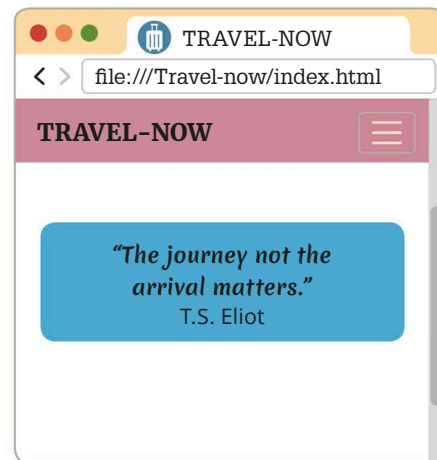 TRAVEL-NOW
file:///Travel-now/index.html
TRAVEL-NOW
“The journey not the
arrival matters.”
T.S. Eliot